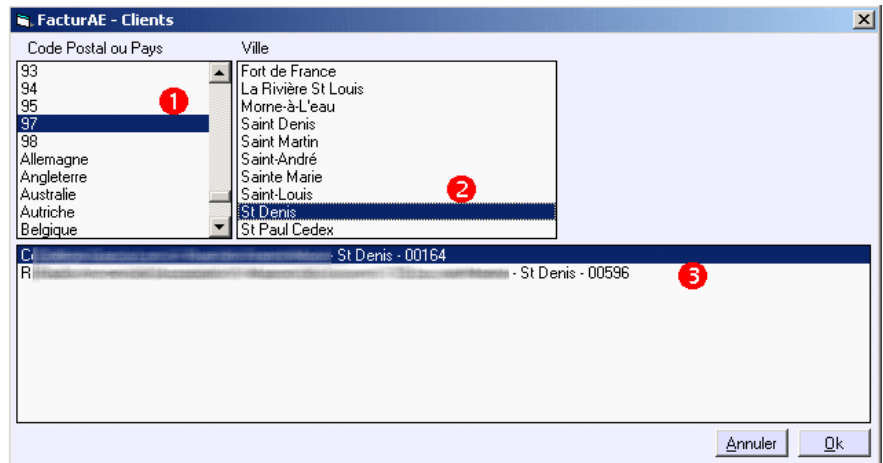 FacturAE - Clients
Code Postal ou Pays
Ville
93
94
95
97
98
Allemagne
Angleterre
Australie
Autriche
Belgique
1
Fort de France
La Rivière St Louis
Morne-à-L'eau
Saint Denis
Saint Martin
Saint-André
Sainte Marie
Saint-Louis
St Denis
St Paul Cedex
2
- St Denis - 00164
R - St Denis - 00596
3
Annuler
Ok